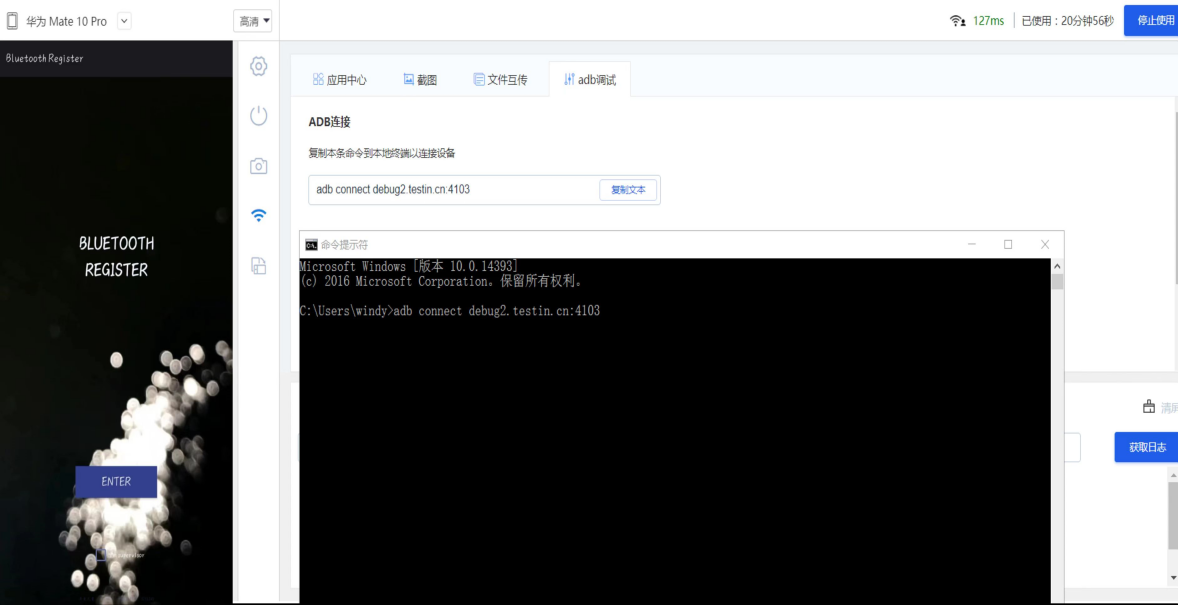 华为 Mate 10 Pro
高清
127ms
已使用：20分钟56秒
停止使用
Bluetooth Register
应用中心
截图
文件互传
adb调试
ADB连接
复制本条命令到本地终端以连接设备
adb connect debug2.testin.cn:4103
复制文本
BLUETOOTH
REGISTER
ENTER
命令提示符
Microsoft Windows [版本 10.0.14393]
(c) 2016 Microsoft Corporation。保留所有权利。
C:\Users\windy>adb connect debug2.testin.cn:4103
清屏
获取日志